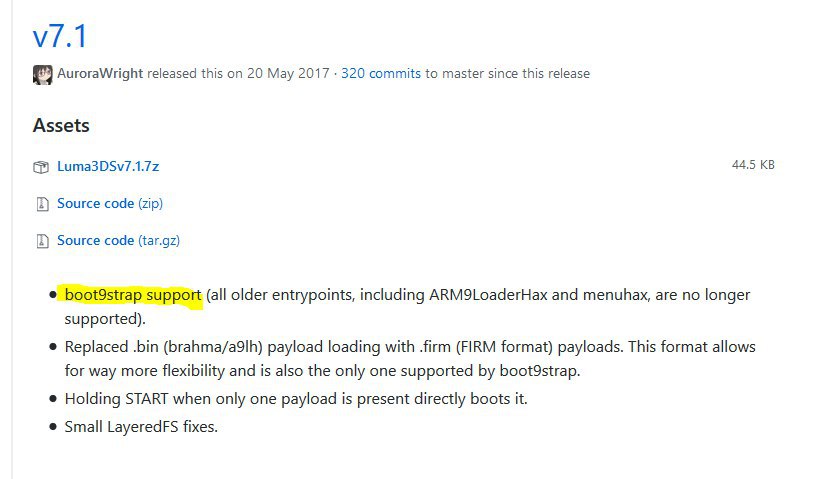 v7.1
AuroraWright released this on 20 May 2017 · 320 commits to master since this release
Assets
Luma3DSv7.1.7z 44.5 KB
Source code (zip)
Source code (tar.gz)
• boot9strap support (all older entrypoints, including ARM9LoaderHax and menuhax, are no longer
supported).
• Replaced .bin (brahma/a9lh) payload loading with .firm (FIRM format) payloads. This format allows
for way more flexibility and is also the only one supported by boot9strap.
• Holding START when only one payload is present directly boots it.
• Small LayeredFS fixes.